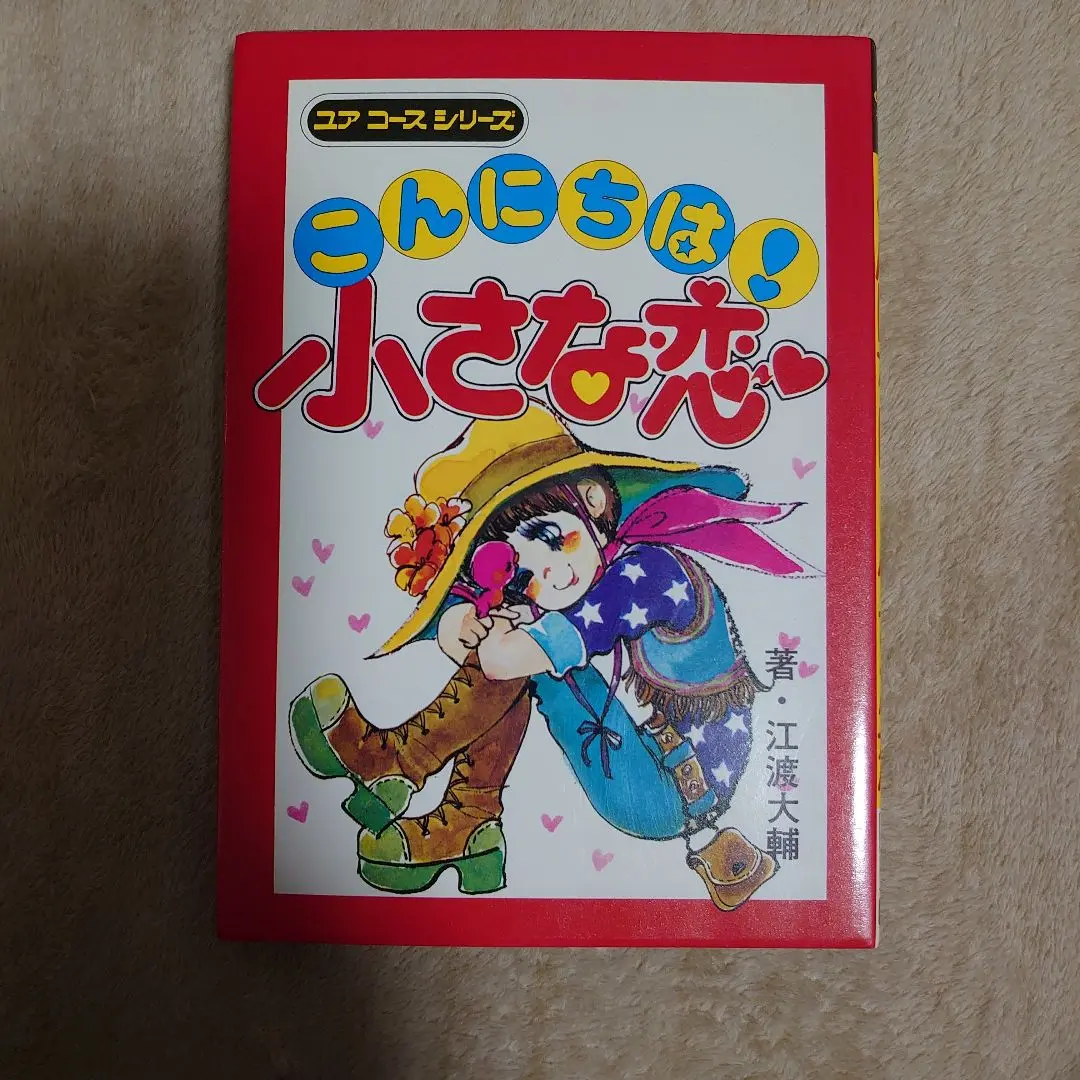 ユア コース シリーズ
こんにちは!
小さな恋
著・江渡大輔